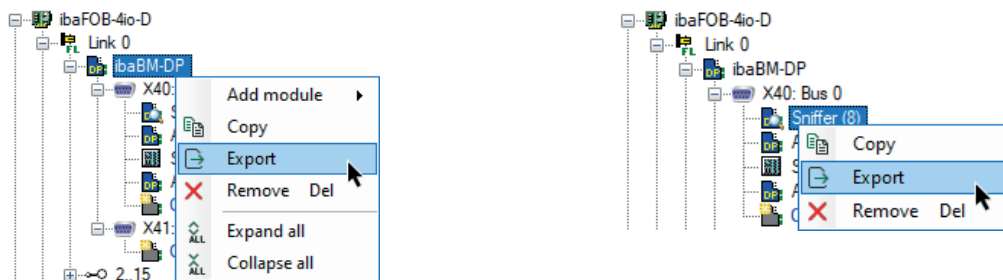 ibaFOB-4io-D
Link 0
ibaBM-DP
X40:
Add module
Copy
Export
Remove Del
X41:
Expand all
Collapse all
2..15
ibaFOB-4io-D
Link 0
ibaBM-DP
X40: Bus 0
Sniffer (8)
Copy
Export
Remove Del